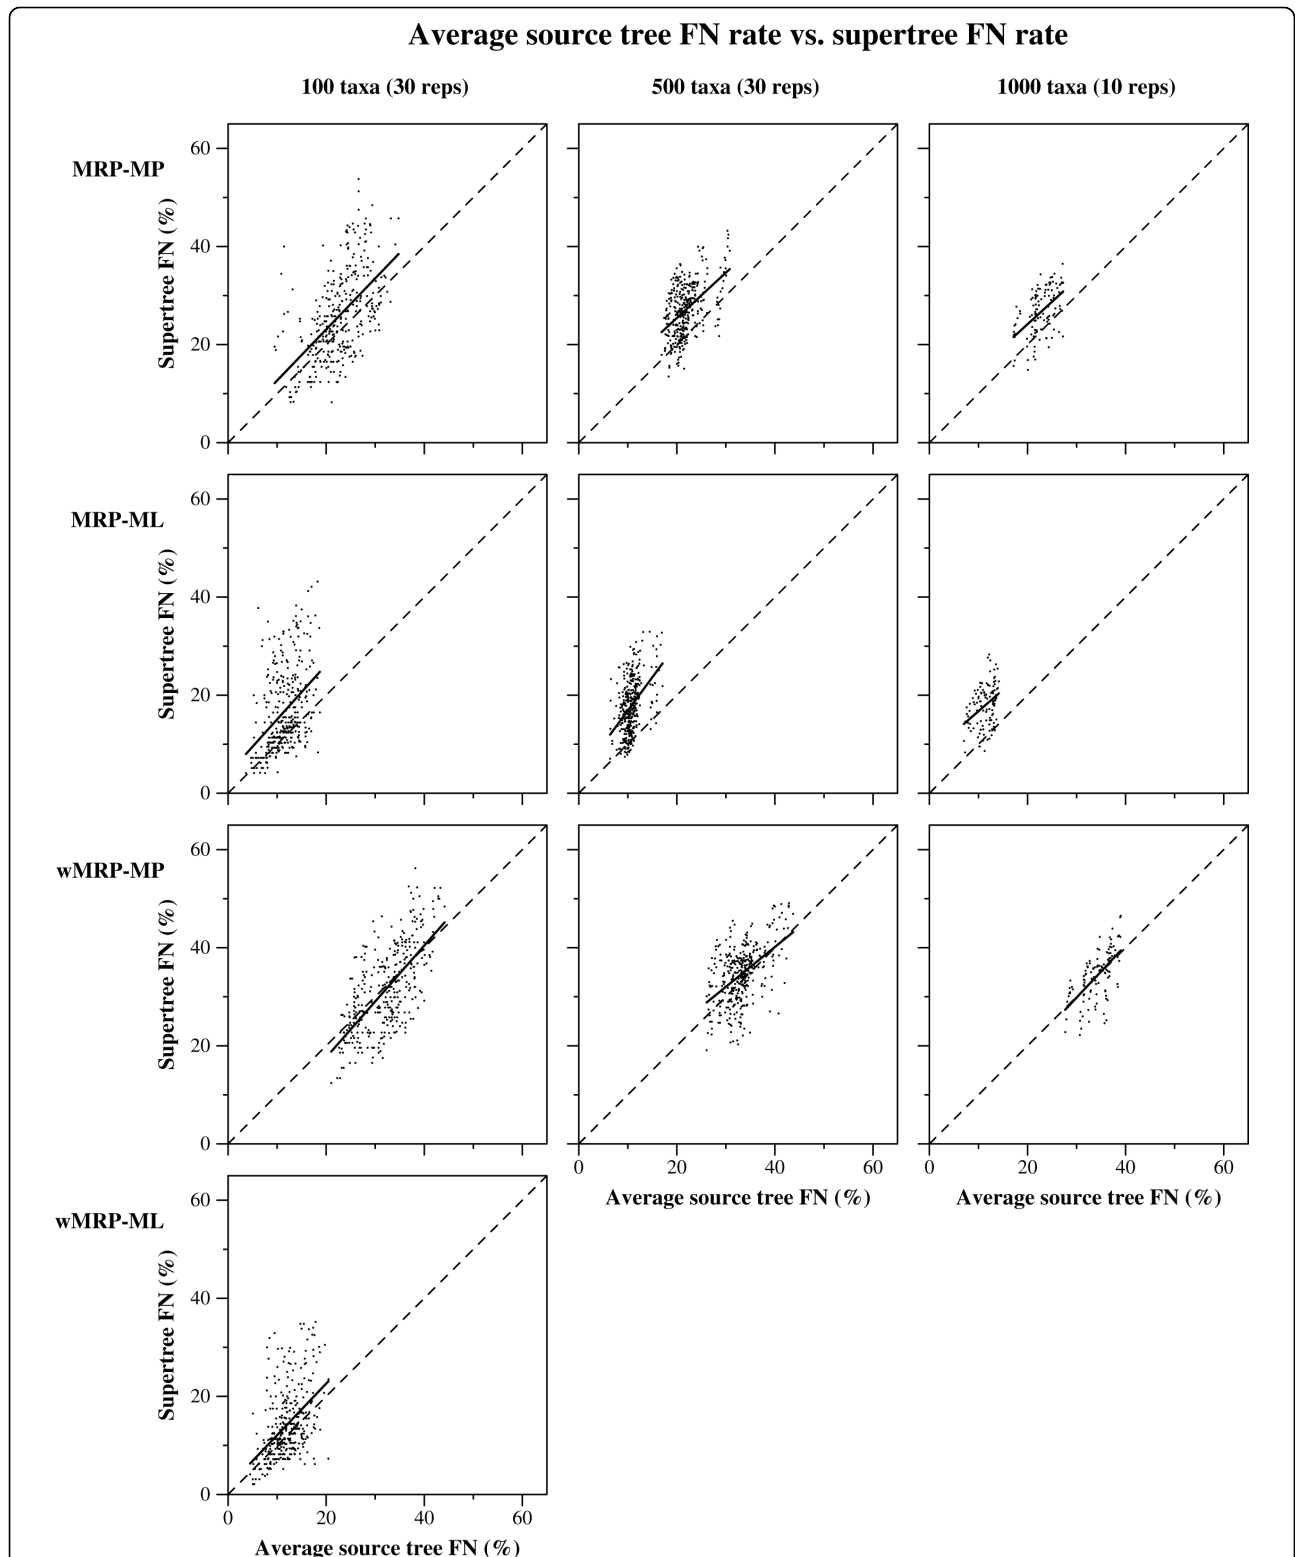 Average source tree FN rate vs. supertree FN rate
100 taxa (30 reps) 500 taxa (30 reps) 1000 taxa (10 reps)
MRP-MP
Supertree FN (%)
60
40
20
0
MRP-ML
Supertree FN (%)
60
40
20
0
wMRP-MP
Supertree FN (%)
60
40
20
0
0 20 40 60 0 20 40 60
Average source tree FN (%) Average source tree FN (%)
wMRP-ML
Supertree FN (%)
60
40
20
0
0 20 40 60
Average source tree FN (%)